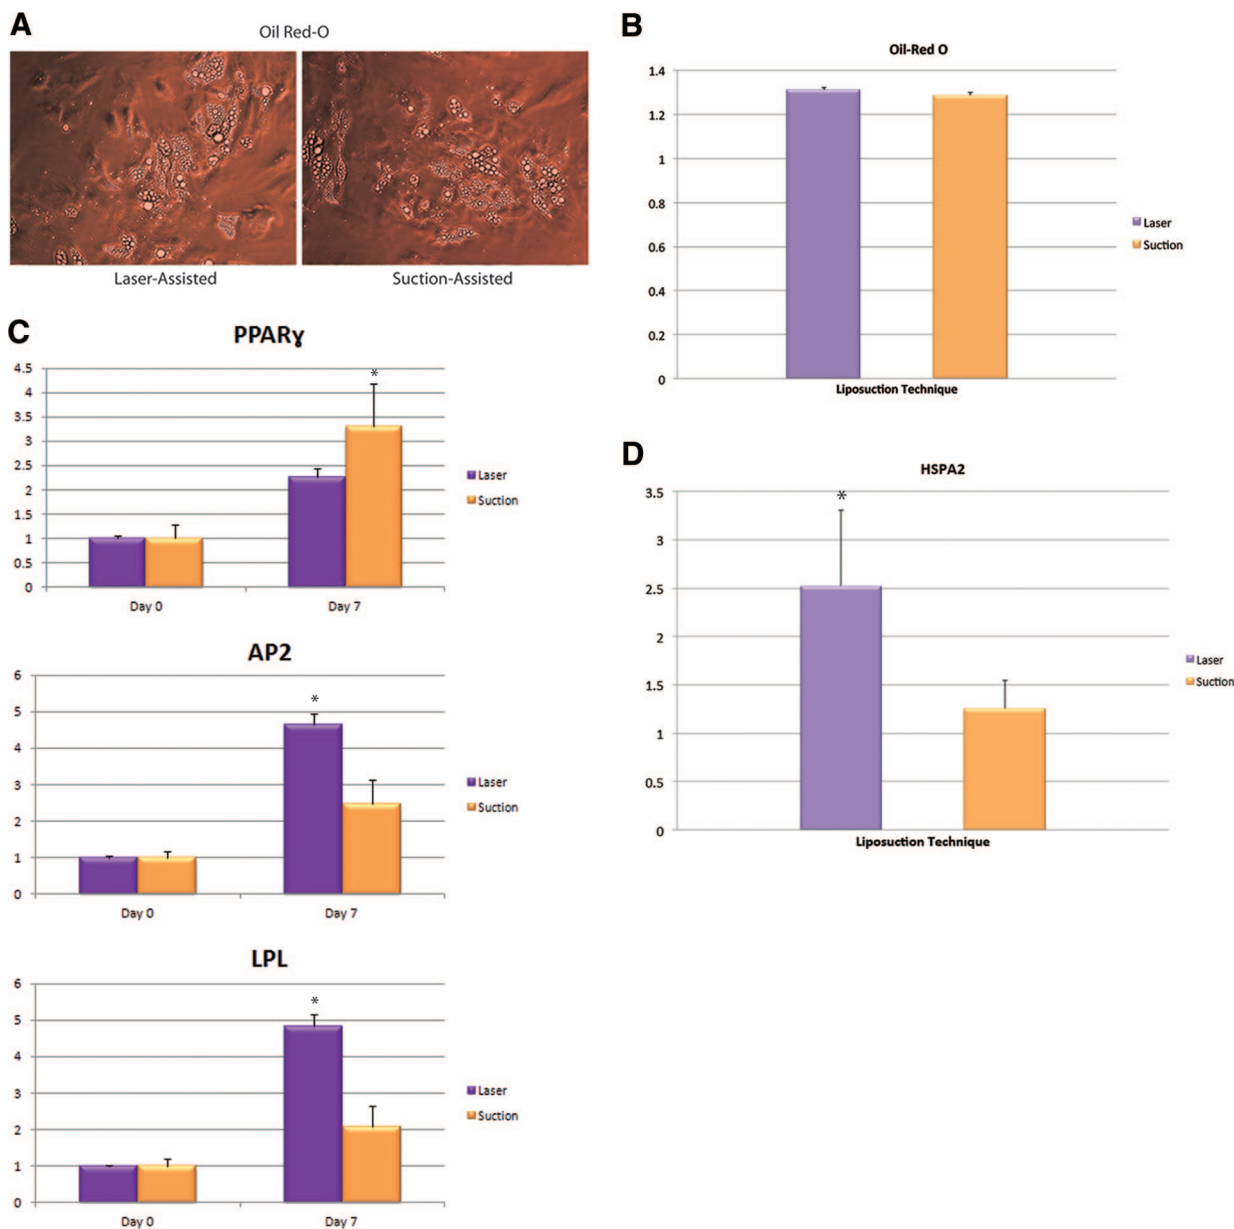 A
Oil Red-O
Laser-Assisted
Suction-Assisted
B
Oil-Red O
1.4
1.2
1
0.8
0.6
0.4
0.2
0
Liposuction Technique
Laser
Suction
C
PPARɣ
4.5
4
3.5
3
2.5
2
1.5
1
0.5
0
*
Day 0
Day 7
Laser
Suction
AP2
6
5
4
3
2
1
0
*
Day 0
Day 7
Laser
Suction
LPL
6
5
4
3
2
1
0
*
Day 0
Day 7
Laser
Suction
D
HSPA2
3.5
3
2.5
2
1.5
1
0.5
0
*
Liposuction Technique
Laser
Suction